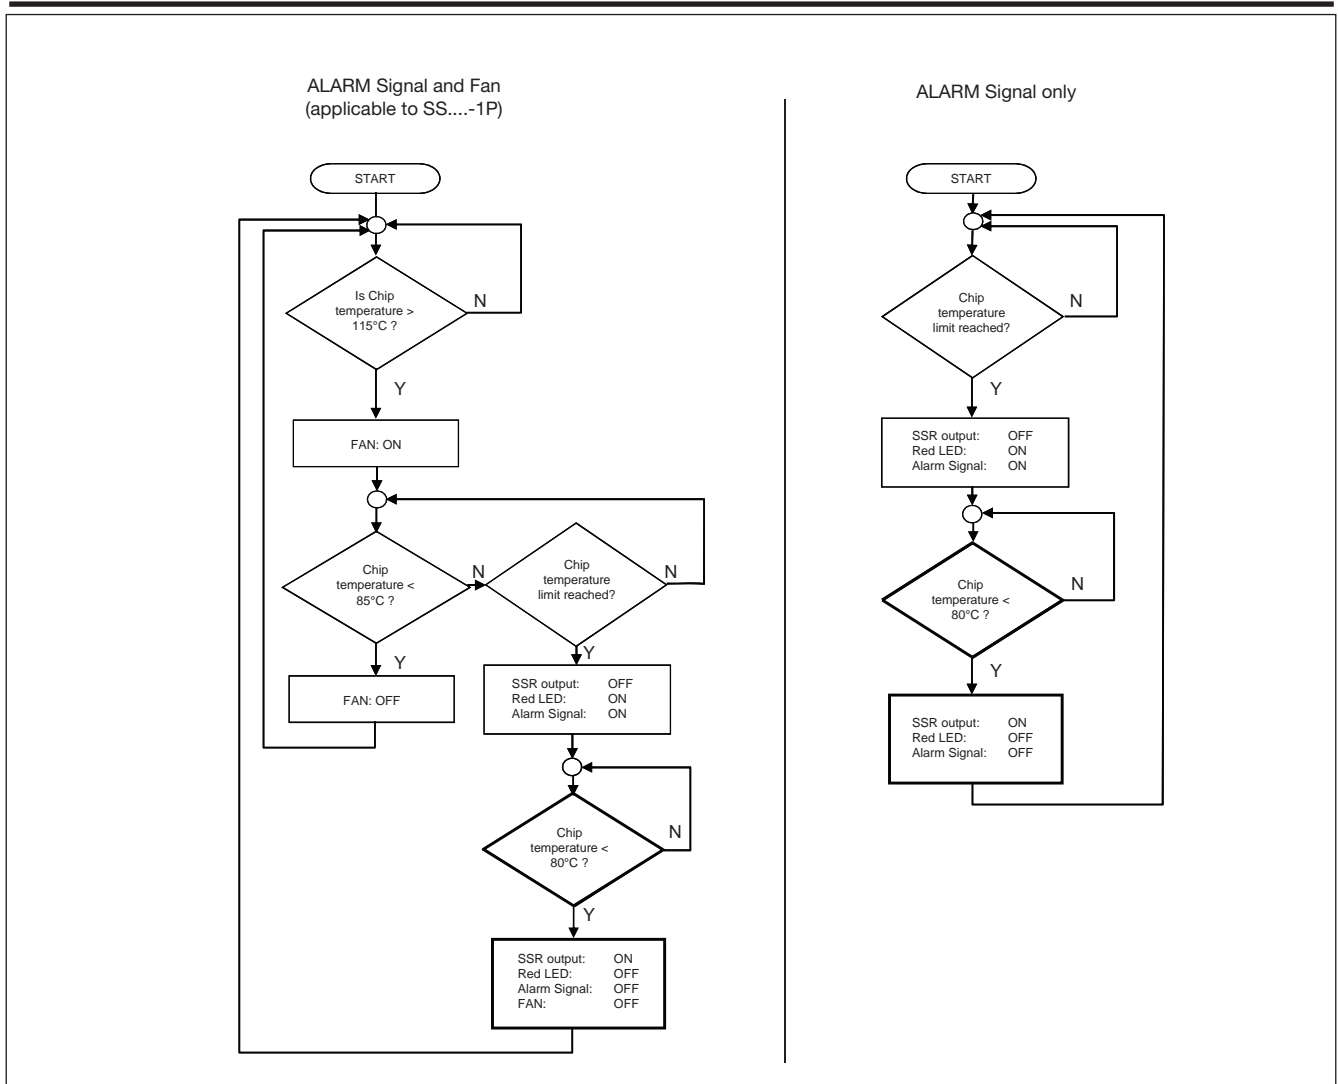 ALARM Signal and Fan
(applicable to SS....-1P)
START
Is Chip
temperature >
115°C ?
N
Y
FAN: ON
Chip
temperature <
85°C ?
N
Chip
temperature
limit reached?
N
Y
FAN: OFF
Y
SSR output: OFF
Red LED: ON
Alarm Signal: ON
Chip
temperature <
80°C ?
N
Y
SSR output: ON
Red LED: OFF
Alarm Signal: OFF
FAN: OFF
ALARM Signal only
START
Chip
temperature
limit reached?
N
Y
SSR output: OFF
Red LED: ON
Alarm Signal: ON
Chip
temperature <
80°C ?
N
Y
SSR output: ON
Red LED: OFF
Alarm Signal: OFF